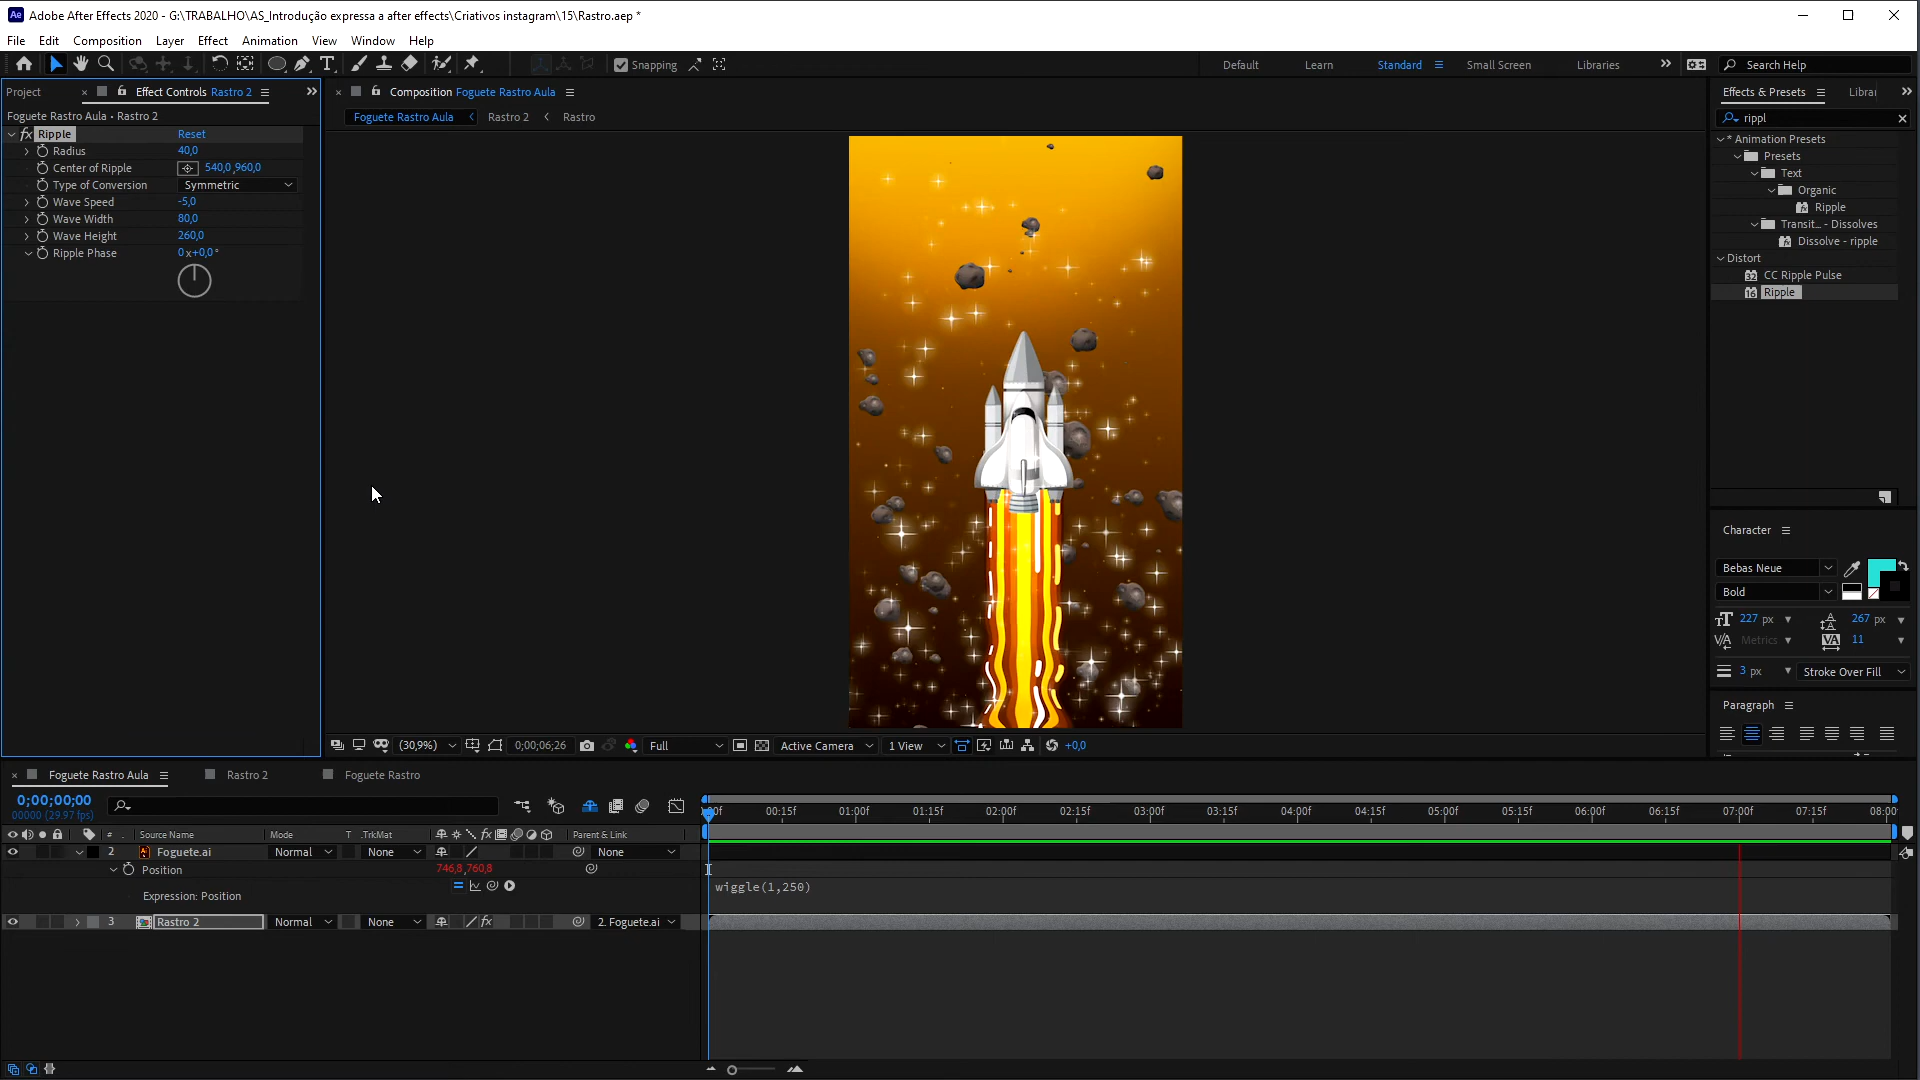 Adobe After Effects 2020 - G:\TRABALHO\AS_Introdução expressa a after effects\Criativos instagram\15\Rastro.aep *
File Edit Composition Layer Effect Animation View Window Help
Snapping
Default Learn Standard Small Screen Libraries
Search Help
Project
Effect Controls Rastro 2
Foguete Rastro Aula • Rastro 2
fx Ripple Reset
Radius 40,0
Center of Ripple 540,0,960,0
Type of Conversion Symmetric
Wave Speed -5,0
Wave Width 80,0
Wave Height 260,0
Ripple Phase 0x+0,0°
Composition Foguete Rastro Aula
Foguete Rastro Aula Rastro 2 Rastro
(30,9%) 0;00;06;26 Full Active Camera 1 View +0,0
Effects & Presets Librar
rippl
* Animation Presets
Presets
Text
Organic
Ripple
Transit... - Dissolves
Dissolve - ripple
Distort
CC Ripple Pulse
Ripple
Character
Bebas Neue
Bold
227 px 267 px
Metrics 11
3 px Stroke Over Fill
Paragraph
Foguete Rastro Aula Rastro 2 Foguete Rastro
0;00;00;00
00000 (29.97 fps)
:00f 00:15f 01:00f 01:15f 02:00f 02:15f 03:00f 03:15f 04:00f 04:15f 05:00f 05:15f 06:00f 06:15f 07:00f 07:15f 08:00
# Source Name Mode T .TrkMat Parent & Link
2 Foguete.ai Normal None None
Position 746,8,760,8
Expression: Position
wiggle(1,250)
3 Rastro 2 Normal None fx 2. Foguete.ai